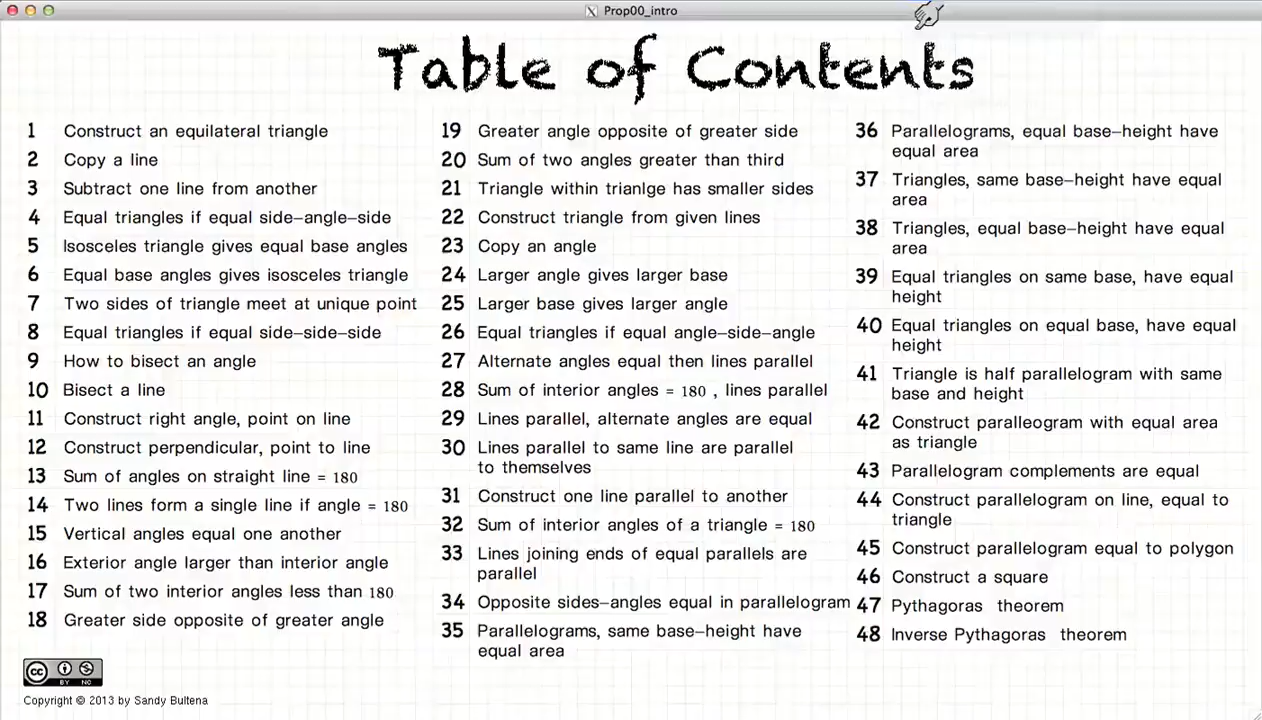 Prop00_intro
Table of Contents
1 Construct an equilateral triangle
2 Copy a line
3 Subtract one line from another
4 Equal triangles if equal side-angle-side
5 Isosceles triangle gives equal base angles
6 Equal base angles gives isosceles triangle
7 Two sides of triangle meet at unique point
8 Equal triangles if equal side-side-side
9 How to bisect an angle
10 Bisect a line
11 Construct right angle, point on line
12 Construct perpendicular, point to line
13 Sum of angles on straight line = 180
14 Two lines form a single line if angle = 180
15 Vertical angles equal one another
16 Exterior angle larger than interior angle
17 Sum of two interior angles less than 180
18 Greater side opposite of greater angle
19 Greater angle opposite of greater side
20 Sum of two angles greater than third
21 Triangle within trianlge has smaller sides
22 Construct triangle from given lines
23 Copy an angle
24 Larger angle gives larger base
25 Larger base gives larger angle
26 Equal triangles if equal angle-side-angle
27 Alternate angles equal then lines parallel
28 Sum of interior angles = 180 , lines parallel
29 Lines parallel, alternate angles are equal
30 Lines parallel to same line are parallel
to themselves
31 Construct one line parallel to another
32 Sum of interior angles of a triangle = 180
33 Lines joining ends of equal parallels are
parallel
34 Opposite sides-angles equal in parallelogram
35 Parallelograms, same base-height have
equal area
36 Parallelograms, equal base-height have
equal area
37 Triangles, same base-height have equal
area
38 Triangles, equal base-height have equal
area
39 Equal triangles on same base, have equal
height
40 Equal triangles on equal base, have equal
height
41 Triangle is half parallelogram with same
base and height
42 Construct paralleogram with equal area
as triangle
43 Parallelogram complements are equal
44 Construct parallelogram on line, equal to
triangle
45 Construct parallelogram equal to polygon
46 Construct a square
47 Pythagoras theorem
48 Inverse Pythagoras theorem
cc BY NC
Copyright © 2013 by Sandy Bultena